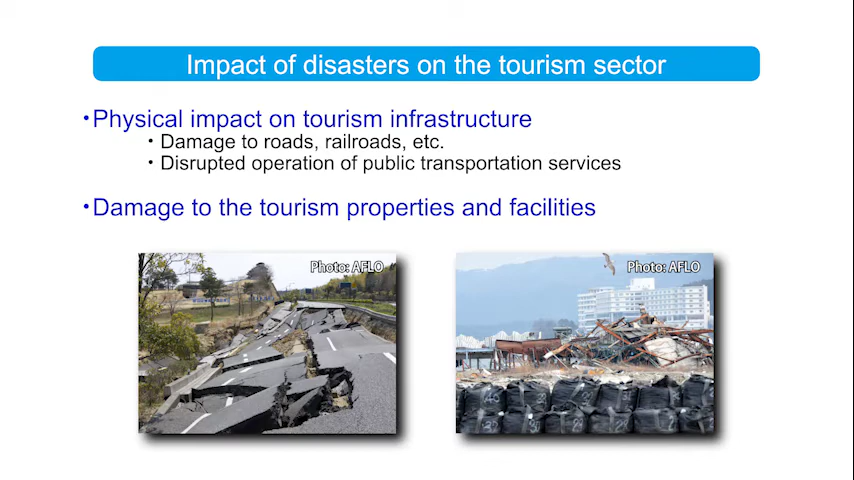 Impact of disasters on the tourism sector
・Physical impact on tourism infrastructure
・Damage to roads, railroads, etc.
・Disrupted operation of public transportation services
・Damage to the tourism properties and facilities
Photo: AFLO
Photo: AFLO